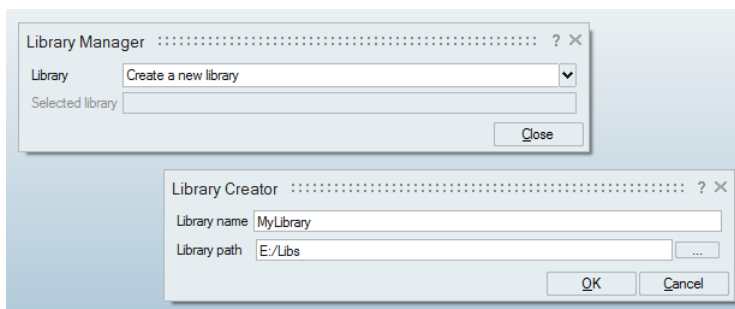 Library Manager ? ×
Library Create a new library
Selected library
Close
Library Creator ? ×
Library name MyLibrary
Library path E:/Libs ...
OK Cancel